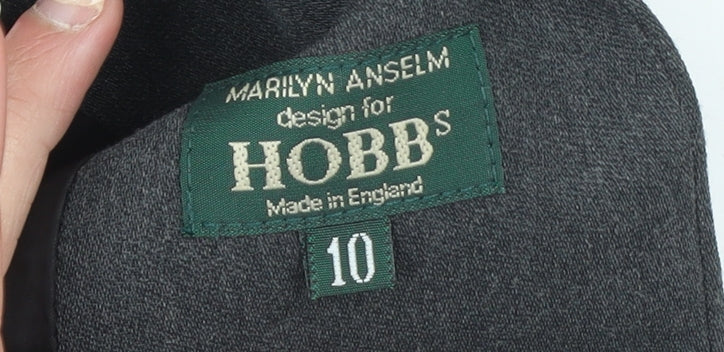 MARILYN ANSELM
design for
HOBBS
Made in England
10